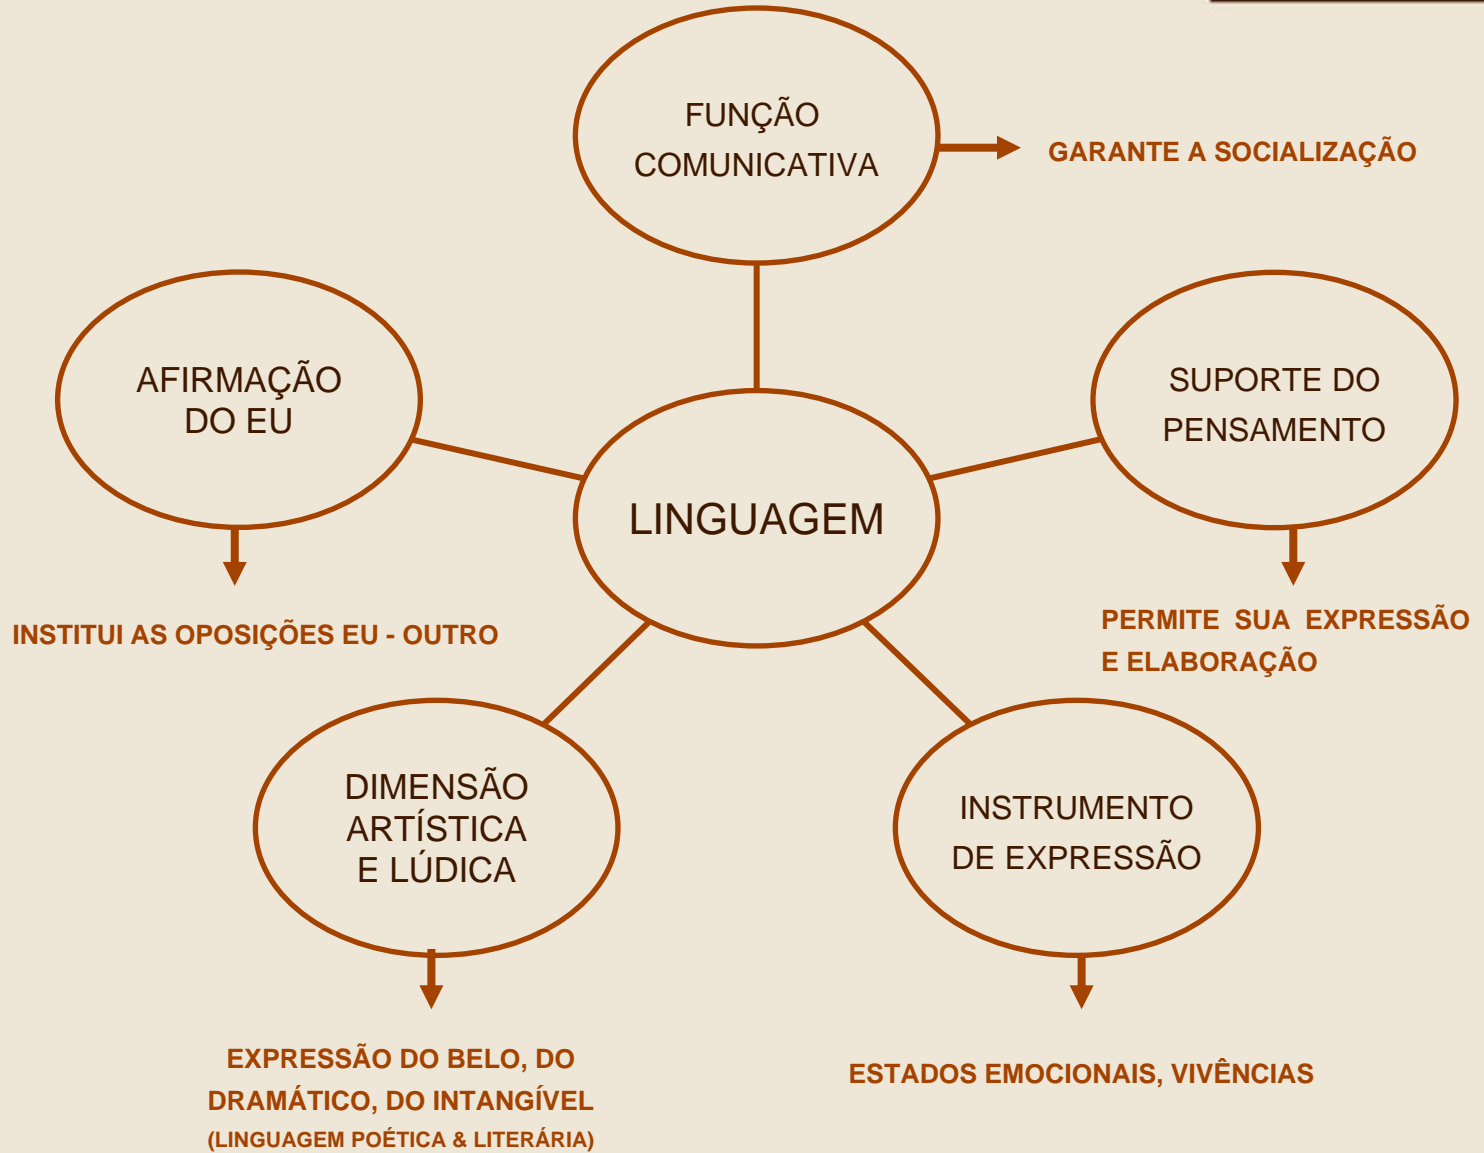 FUNÇÃO
COMUNICATIVA
GARANTE A SOCIALIZAÇÃO
AFIRMAÇÃO
DO EU
SUPORTE DO
PENSAMENTO
LINGUAGEM
INSTITUI AS OPOSIÇÕES EU - OUTRO
PERMITE SUA EXPRESSÃO
E ELABORAÇÃO
DIMENSÃO
ARTÍSTICA
E LÚDICA
INSTRUMENTO
DE EXPRESSÃO
EXPRESSÃO DO BELO, DO
DRAMÁTICO, DO INTANGÍVEL
(LINGUAGEM POÉTICA & LITERÁRIA)
ESTADOS EMOCIONAIS, VIVÊNCIAS